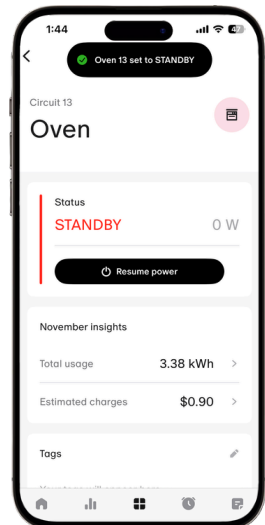 1:44
47
Oven 13 set to STANDBY
Circuit 13
Oven
Status
STANDBY 0 W
Resume power
November insights
Total usage 3.38 kWh
Estimated charges $0.90
Tags